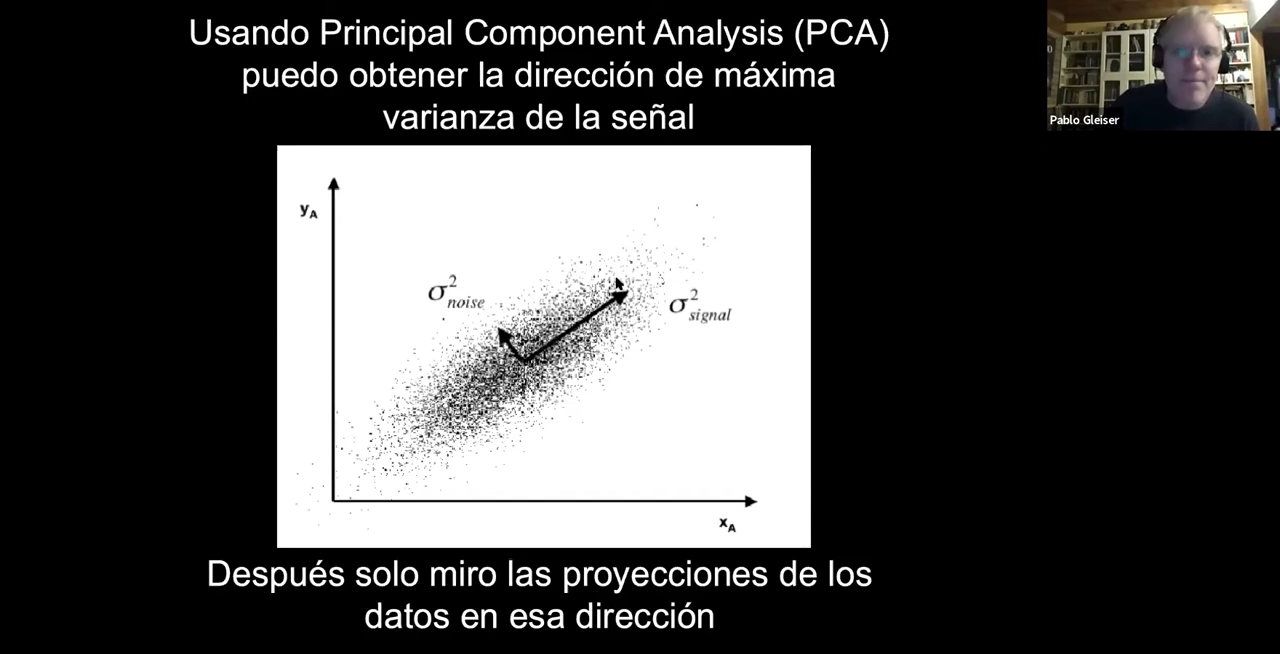 Usando Principal Component Analysis (PCA)
puedo obtener la dirección de máxima
varianza de la señal
Pablo Gleiser
yA
σ²noise
σ²signal
xA
Después solo miro las proyecciones de los
datos en esa dirección